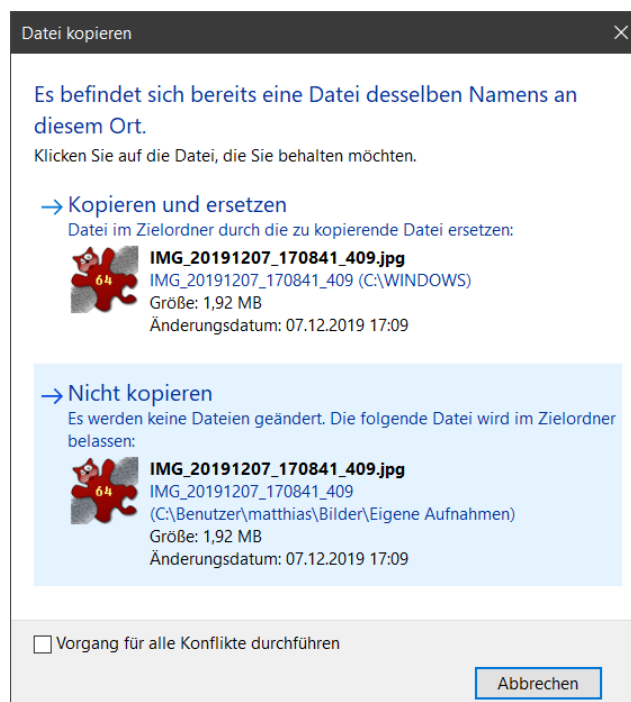 Datei kopieren
Es befindet sich bereits eine Datei desselben Namens an
diesem Ort.
Klicken Sie auf die Datei, die Sie behalten möchten.
Kopieren und ersetzen
Datei im Zielordner durch die zu kopierende Datei ersetzen:
64
IMG_20191207_170841_409.jpg
IMG_20191207_170841_409 (C:\WINDOWS)
Größe: 1,92 MB
Änderungsdatum: 07.12.2019 17:09
Nicht kopieren
Es werden keine Dateien geändert. Die folgende Datei wird im Zielordner
belassen:
64
IMG_20191207_170841_409.jpg
IMG_20191207_170841_409
(C:\Benutzer\matthias\Bilder\Eigene Aufnahmen)
Größe: 1,92 MB
Änderungsdatum: 07.12.2019 17:09
Vorgang für alle Konflikte durchführen
Abbrechen